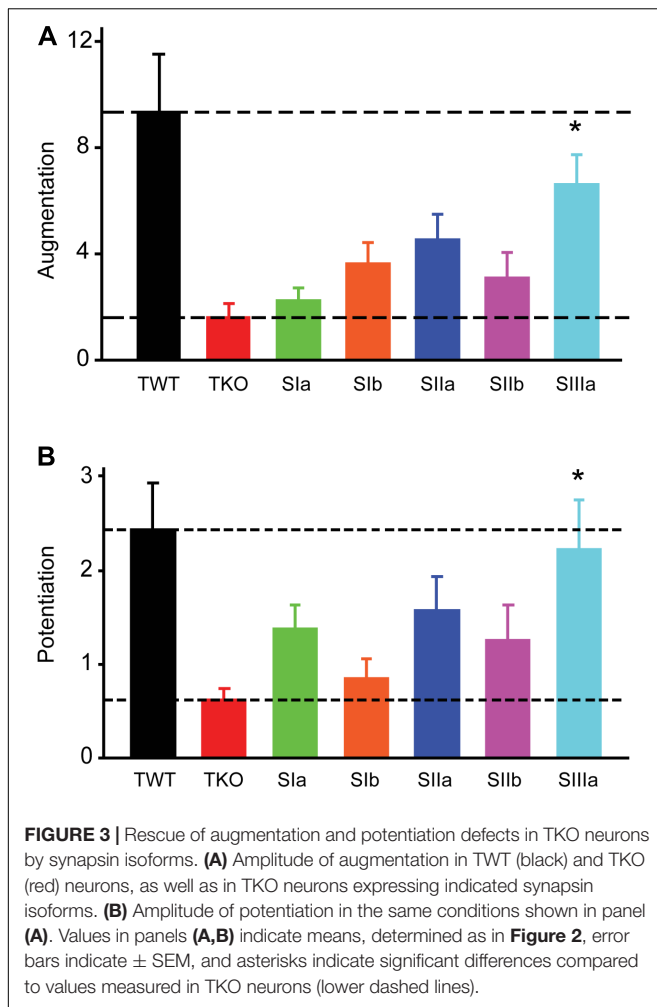 A
12
8
4
0
Augmentation
*
TWT TKO SIa SIb SIIa SIIb SIIIa
B
3
2
1
0
Potentiation
*
TWT TKO SIa SIb SIIa SIIb SIIIa
FIGURE 3 | Rescue of augmentation and potentiation defects in TKO neurons
by synapsin isoforms. (A) Amplitude of augmentation in TWT (black) and TKO
(red) neurons, as well as in TKO neurons expressing indicated synapsin
isoforms. (B) Amplitude of potentiation in the same conditions shown in panel
(A). Values in panels (A,B) indicate means, determined as in Figure 2, error
bars indicate ± SEM, and asterisks indicate significant differences compared
to values measured in TKO neurons (lower dashed lines).